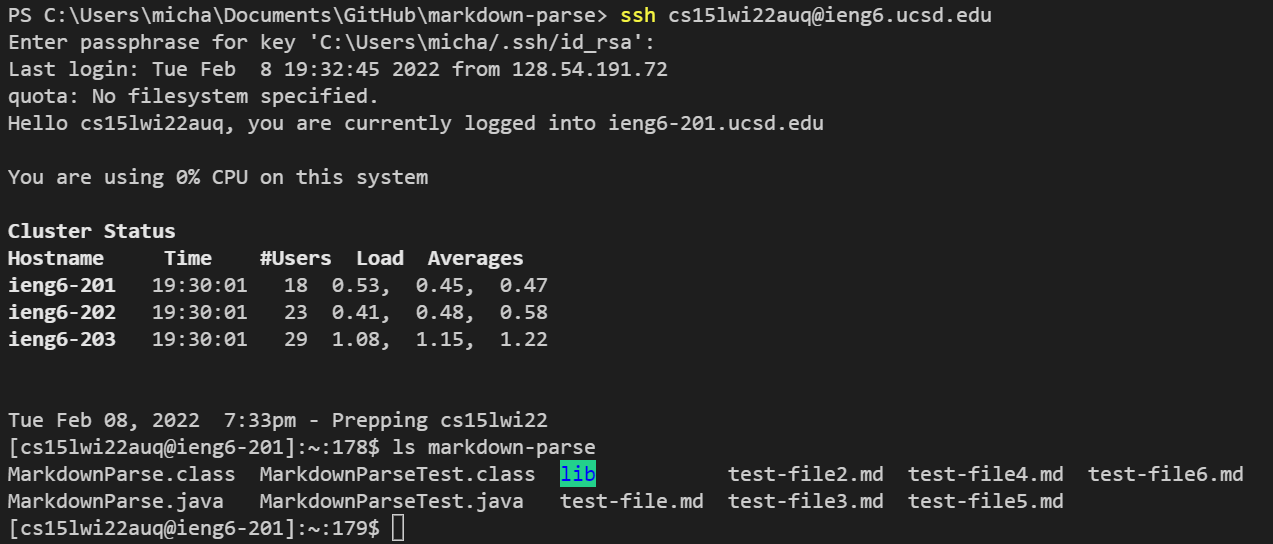 PS C:\Users\micha\Documents\GitHub\markdown-parse> ssh cs15lwi22auq@ieng6.ucsd.edu
Enter passphrase for key 'C:\Users\micha/.ssh/id_rsa':
Last login: Tue Feb  8 19:32:45 2022 from 128.54.191.72
quota: No filesystem specified.
Hello cs15lwi22auq, you are currently logged into ieng6-201.ucsd.edu
You are using 0% CPU on this system
Cluster Status
Hostname     Time    #Users  Load  Averages
ieng6-201   19:30:01   18  0.53,  0.45,  0.47
ieng6-202   19:30:01   23  0.41,  0.48,  0.58
ieng6-203   19:30:01   29  1.08,  1.15,  1.22
Tue Feb 08, 2022  7:33pm - Prepping cs15lwi22
[cs15lwi22auq@ieng6-201]:~:178$ ls markdown-parse
MarkdownParse.class  MarkdownParseTest.class  lib           test-file2.md  test-file4.md  test-file6.md
MarkdownParse.java   MarkdownParseTest.java   test-file.md  test-file3.md  test-file5.md
[cs15lwi22auq@ieng6-201]:~:179$